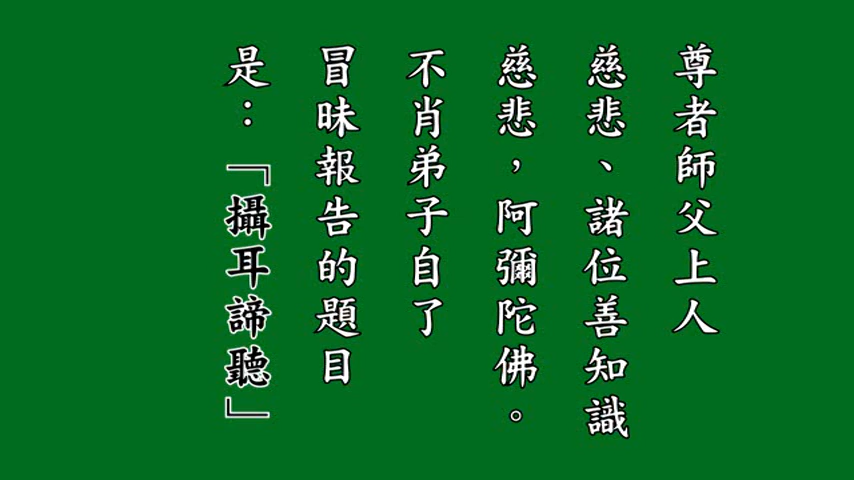 尊者師父上人
慈悲、諸位善知識
慈悲，阿彌陀佛。
不肖弟子自了
冒昧報告的題目
是：「攝耳諦聽」